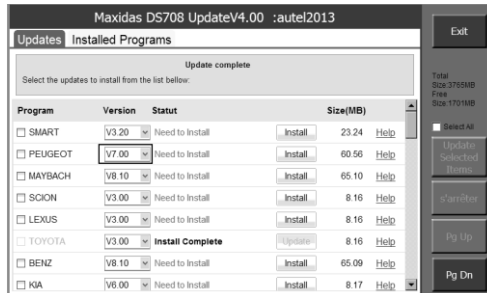 Maxidas DS708 UpdateV4.00 :autel2013
Updates Installed Programs
Update complete
Select the updates to install from the list bellow:
Program Version Statut Size(MB)
SMART V3.20 Need to Install Install 23.24 Help
PEUGEOT V7.00 Need to Install Install 60.56 Help
MAYBACH V8.10 Need to Install Install 65.10 Help
SCION V3.00 Need to Install Install 8.16 Help
LEXUS V3.00 Need to Install Install 8.16 Help
TOYOTA V3.00 Install Complete Update 8.16 Help
BENZ V8.10 Need to Install Install 65.09 Help
KIA V6.00 Need to Install Install 8.17 Help
Exit
Total
Size:3765MB
Free
Size:1701MB
Select All
Update
Selected
Items
s'arrêter
Pg Up
Pg Dn